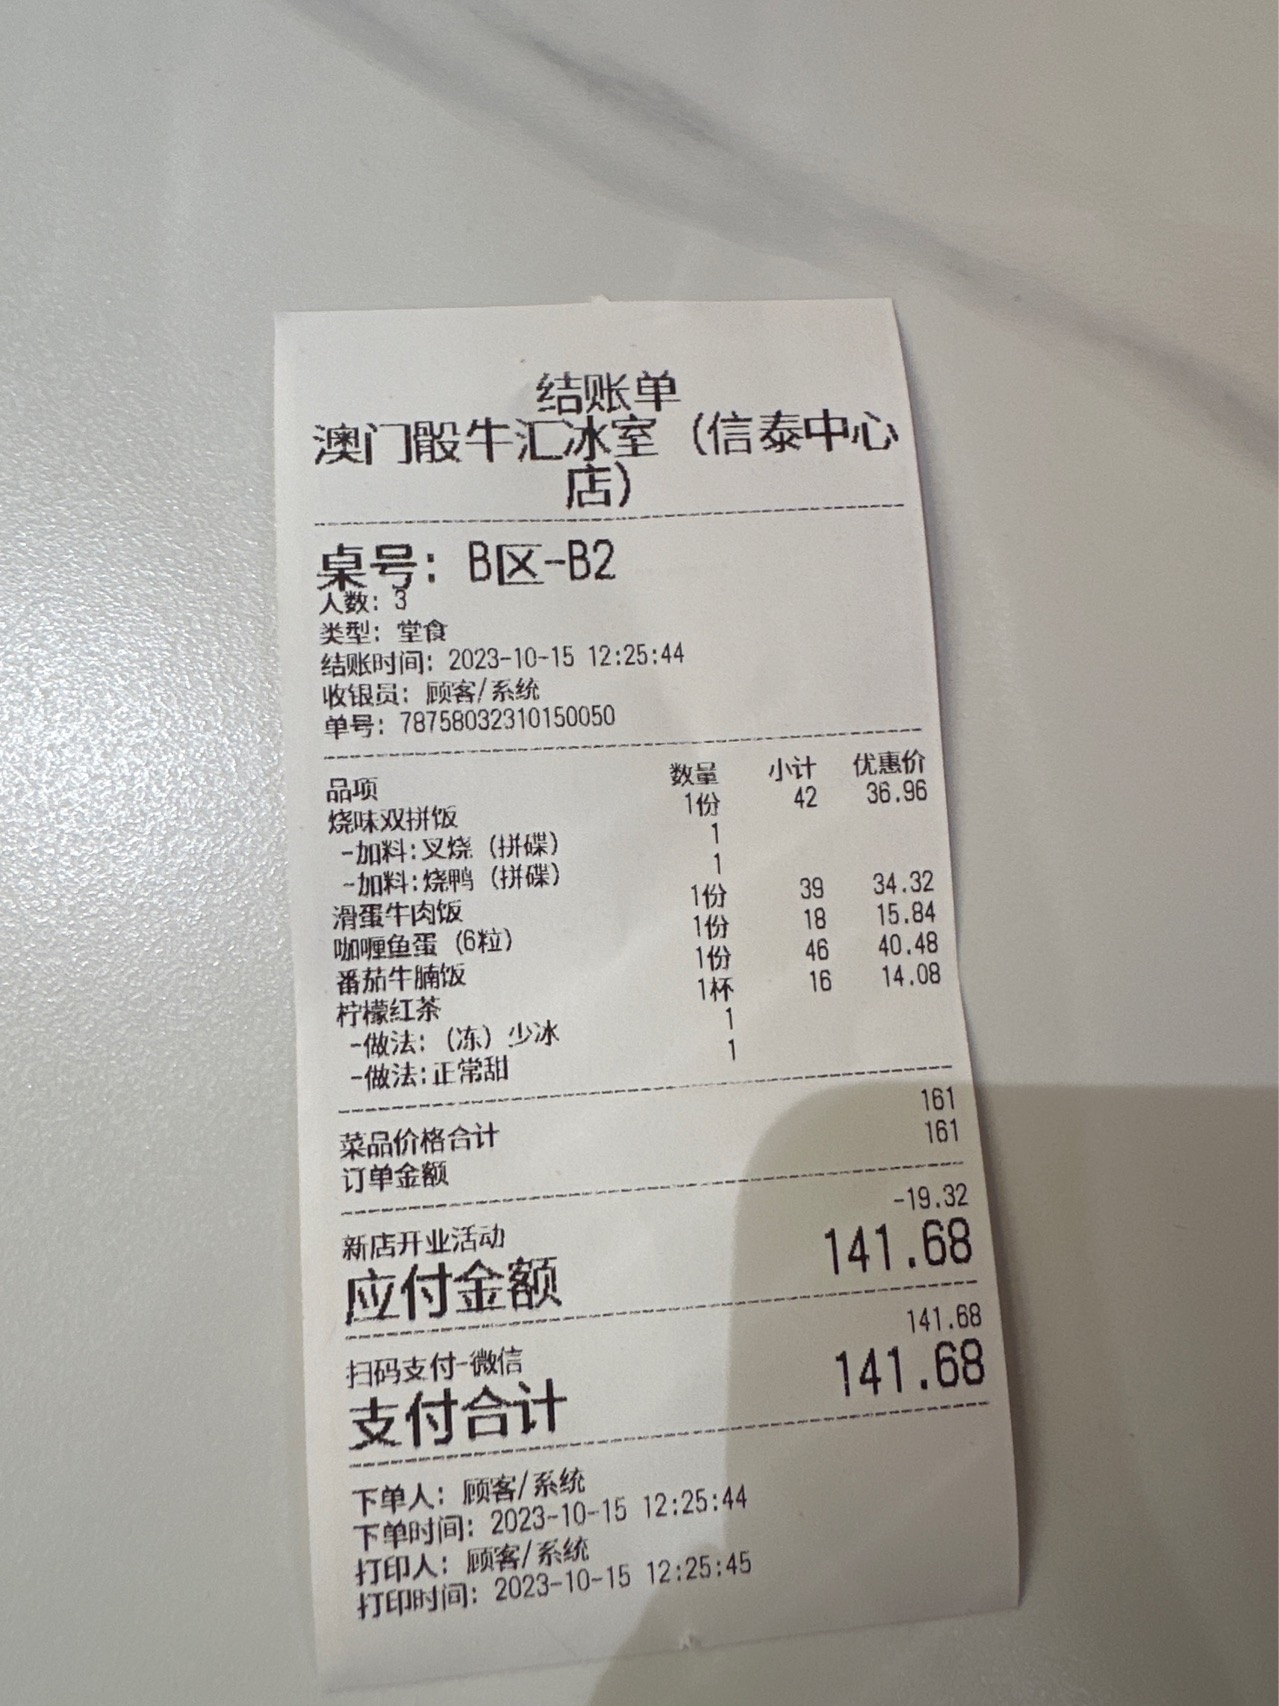 结账单
澳门骰牛汇冰室（信泰中心
店）
桌号：B区-B2
人数：3
类型：堂食
结账时间：2023-10-15 12:25:44
收银员：顾客/系统
单号：78758032310150050
品项 数量 小计 优惠价
烧味双拼饭 1份 42 36.96
-加料:叉烧（拼碟） 1
-加料:烧鸭（拼碟） 1
滑蛋牛肉饭 1份 39 34.32
咖喱鱼蛋（6粒） 1份 18 15.84
番茄牛腩饭 1份 46 40.48
柠檬红茶 1杯 16 14.08
-做法:（冻）少冰 1
-做法:正常甜 1
菜品价格合计 161
订单金额 161
新店开业活动 -19.32
应付金额 141.68
扫码支付-微信 141.68
支付合计 141.68
下单人：顾客/系统
下单时间：2023-10-15 12:25:44
打印人：顾客/系统
打印时间：2023-10-15 12:25:45